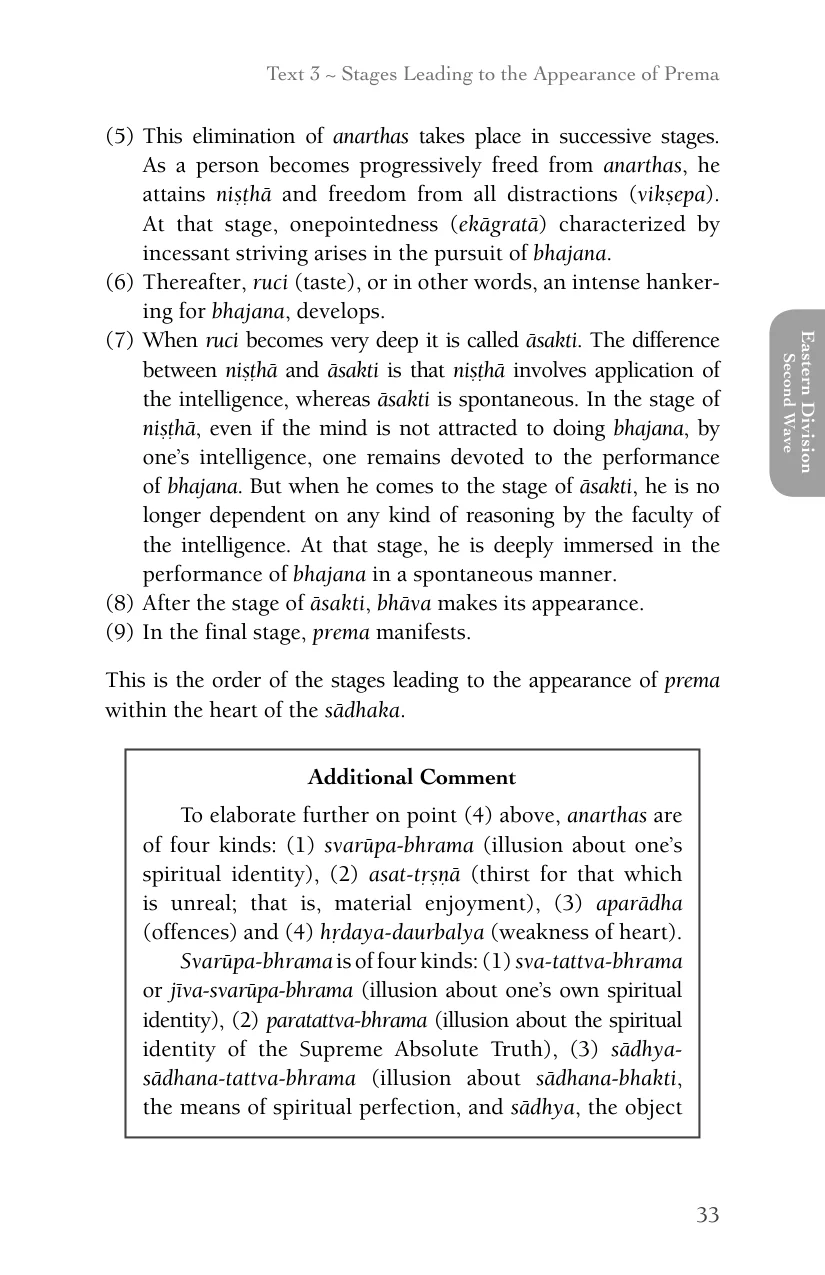 Text 3 ~ Stages Leading to the Appearance of Prema
(5) This elimination of anarthas takes place in successive stages.
As a person becomes progressively freed from anarthas, he
attains niṣṭhā and freedom from all distractions (vikṣepa).
At that stage, onepointedness (ekāgratā) characterized by
incessant striving arises in the pursuit of bhajana.
(6) Thereafter, ruci (taste), or in other words, an intense hanker-
ing for bhajana, develops.
(7) When ruci becomes very deep it is called āsakti. The difference
between niṣṭhā and āsakti is that niṣṭhā involves application of
the intelligence, whereas āsakti is spontaneous. In the stage of
niṣṭhā, even if the mind is not attracted to doing bhajana, by
one’s intelligence, one remains devoted to the performance
of bhajana. But when he comes to the stage of āsakti, he is no
longer dependent on any kind of reasoning by the faculty of
the intelligence. At that stage, he is deeply immersed in the
performance of bhajana in a spontaneous manner.
(8) After the stage of āsakti, bhāva makes its appearance.
(9) In the final stage, prema manifests.
This is the order of the stages leading to the appearance of prema
within the heart of the sādhaka.
Additional Comment
To elaborate further on point (4) above, anarthas are
of four kinds: (1) svarūpa-bhrama (illusion about one’s
spiritual identity), (2) asat-tṛṣṇā (thirst for that which
is unreal; that is, material enjoyment), (3) aparādha
(offences) and (4) hṛdaya-daurbalya (weakness of heart).
Svarūpa-bhrama is of four kinds: (1) sva-tattva-bhrama
or jīva-svarūpa-bhrama (illusion about one’s own spiritual
identity), (2) paratattva-bhrama (illusion about the spiritual
identity of the Supreme Absolute Truth), (3) sādhya-
sādhana-tattva-bhrama (illusion about sādhana-bhakti,
the means of spiritual perfection, and sādhya, the object
Eastern Division
Second Wave
33